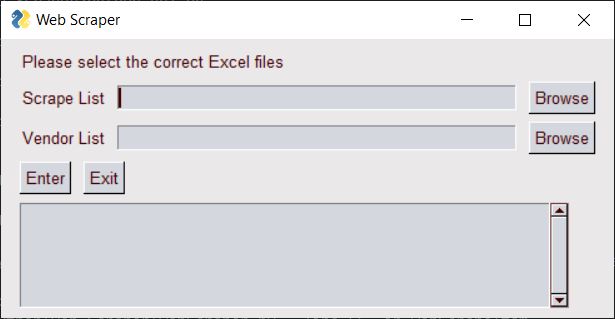 Web Scraper
Please select the correct Excel files
Scrape List Browse
Vendor List Browse
Enter Exit